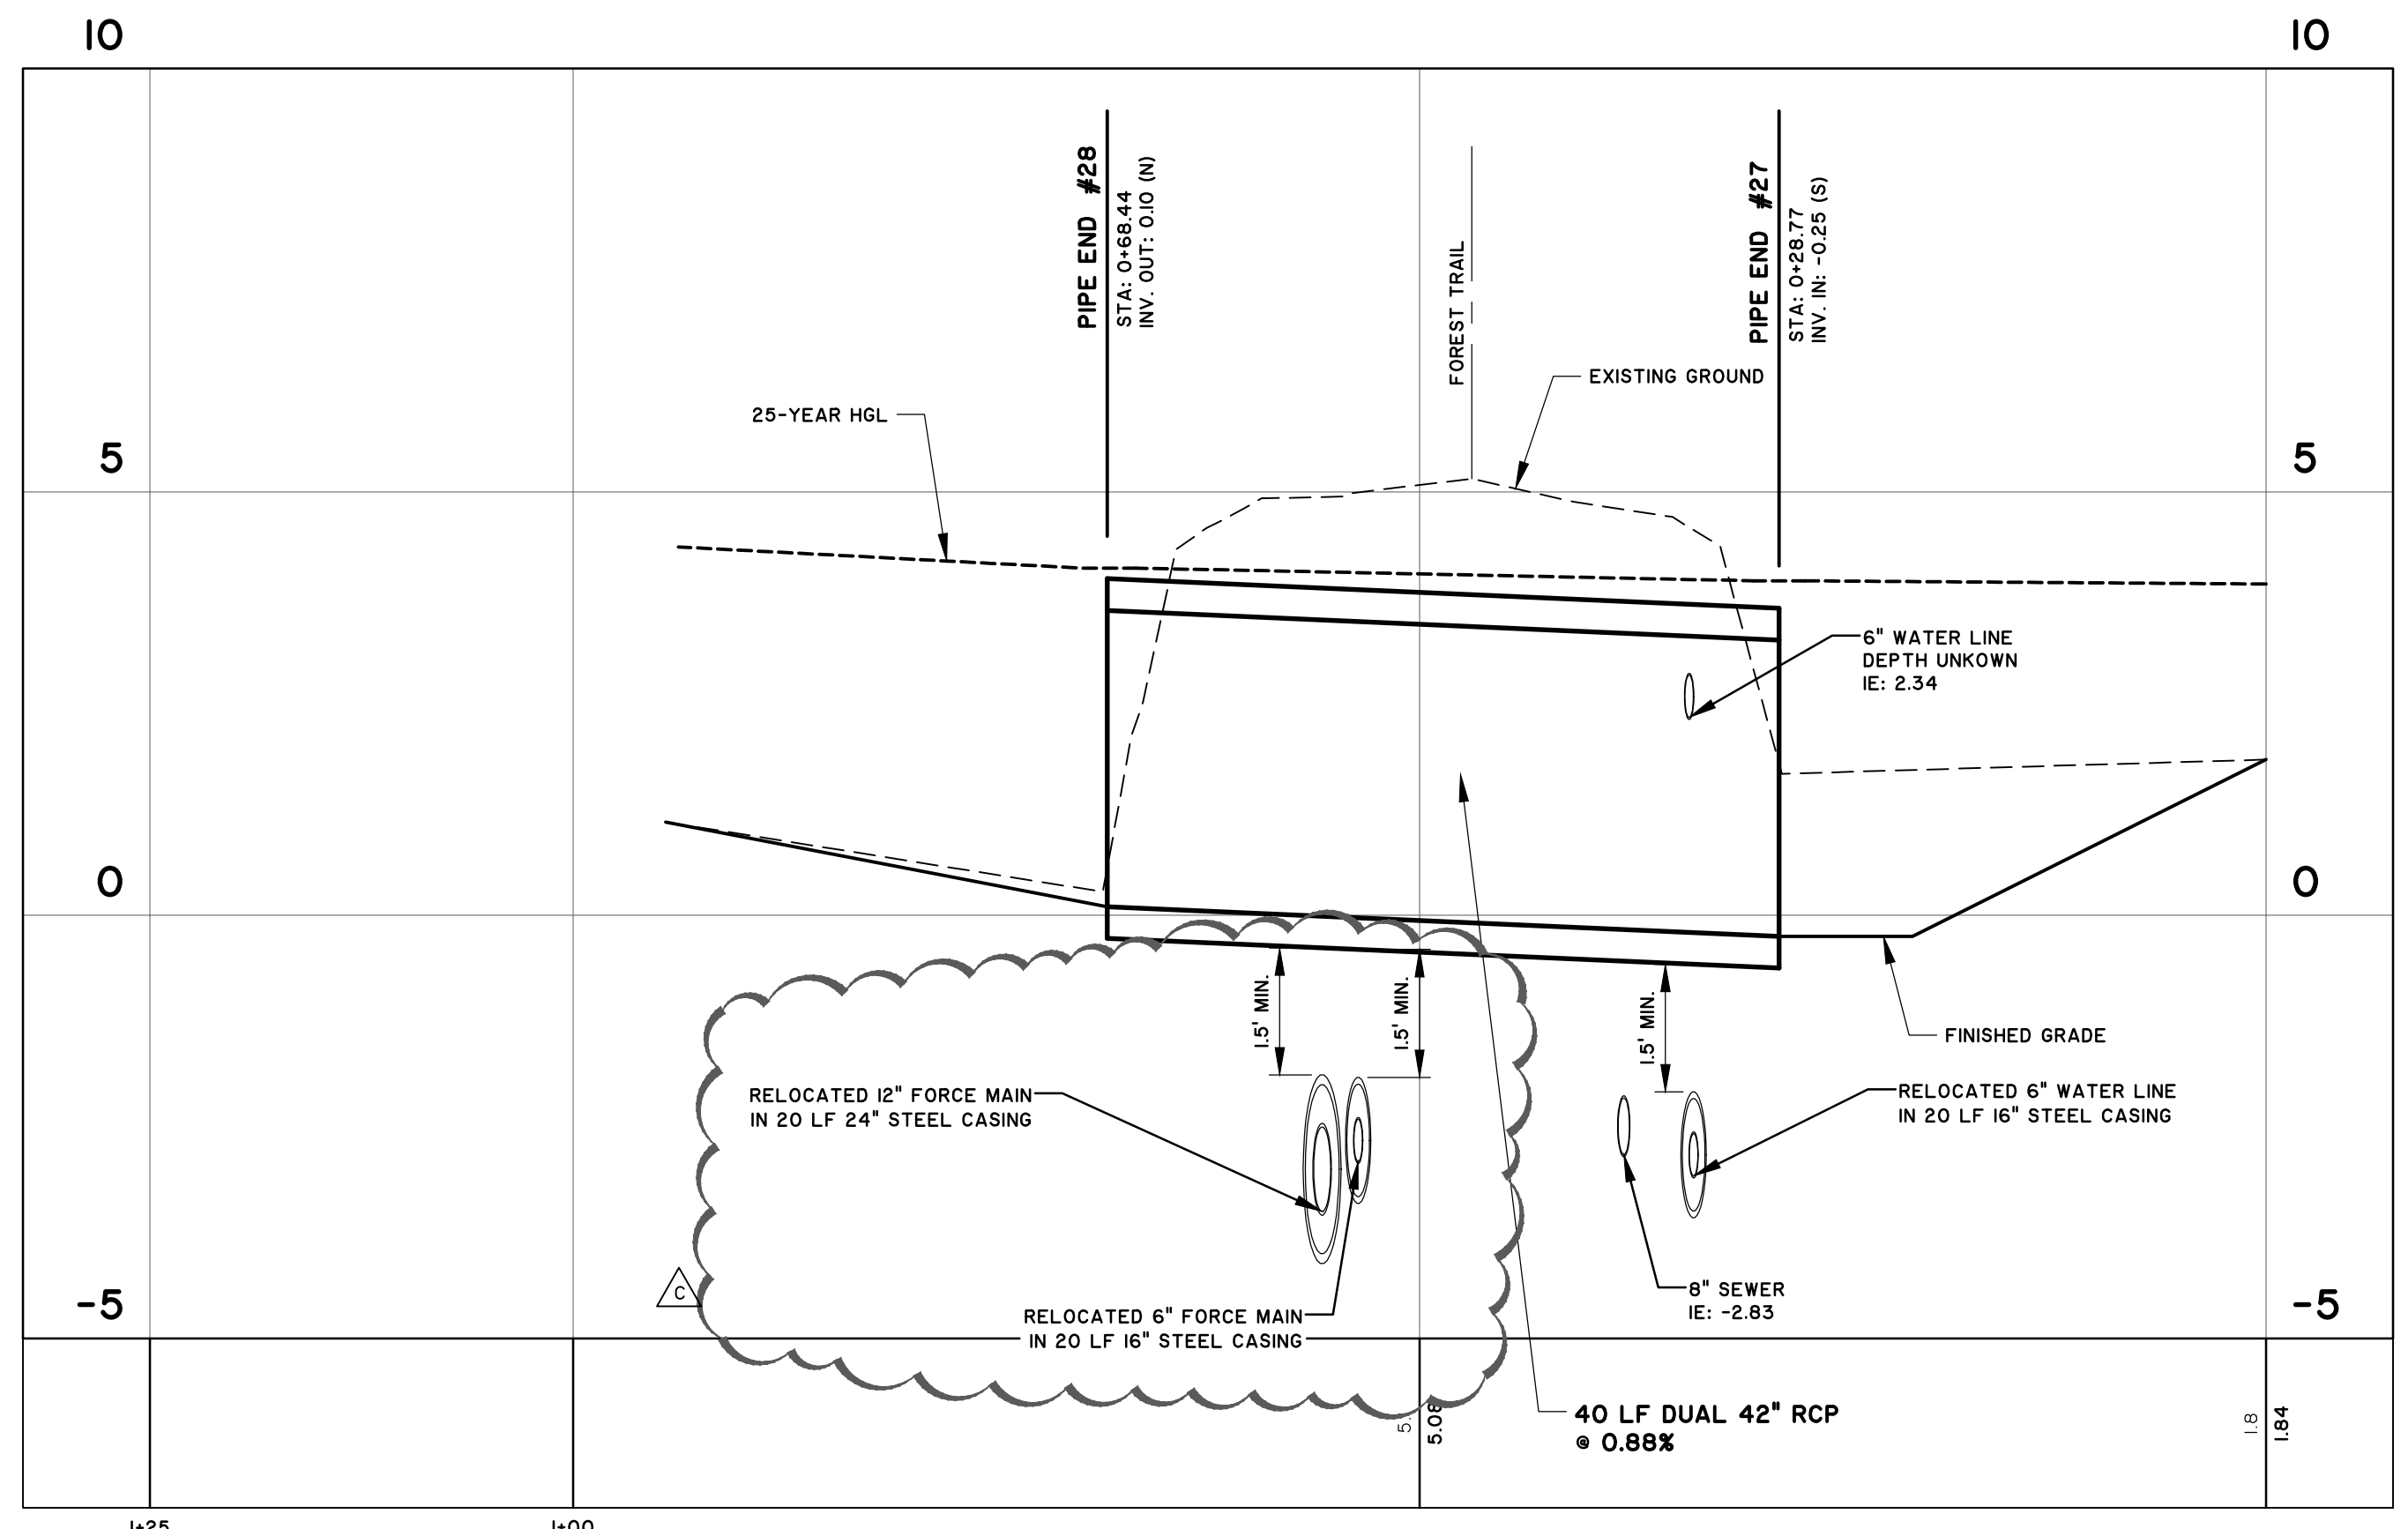 10
10
PIPE END #28
STA: 0+68.44
INV. OUT: 0.10 (N)
FOREST TRAIL
PIPE END #27
STA: 0+28.77
INV. IN: -0.25 (S)
EXISTING GROUND
25-YEAR HGL
5
5
6" WATER LINE
DEPTH UNKOWN
IE: 2.34
0
0
1.5' MIN.
1.5' MIN.
1.5' MIN.
FINISHED GRADE
RELOCATED 12" FORCE MAIN
IN 20 LF 24" STEEL CASING
RELOCATED 6" WATER LINE
IN 20 LF 16" STEEL CASING
C
8" SEWER
IE: -2.83
-5
-5
RELOCATED 6" FORCE MAIN
IN 20 LF 16" STEEL CASING
40 LF DUAL 42" RCP
@ 0.88%
5.08
1.8
1.84
1+25
1+00